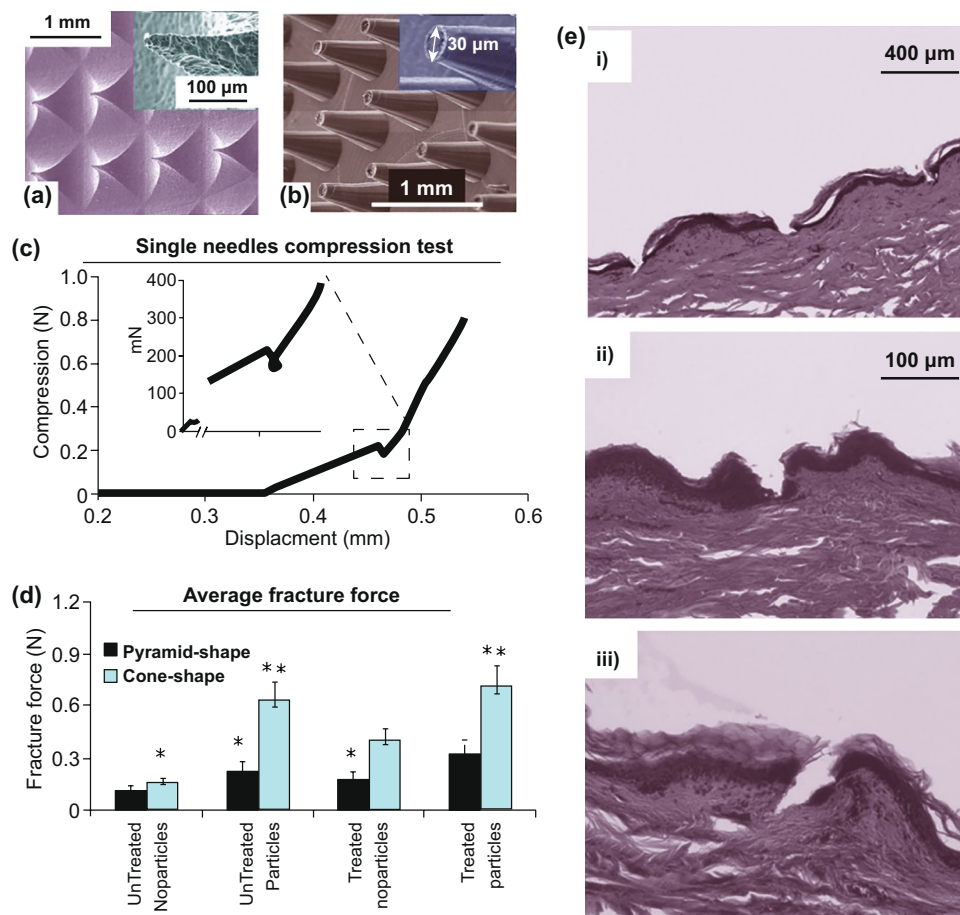 1 mm
100 µm
(a)
30 µm
1 mm
(b)
(c)
Single needles compression test
Compression (N)
1.0
0.8
0.6
0.4
0.2
0
mN
400
300
200
100
0
0.2
0.3
0.4
0.5
0.6
Displacment (mm)
(d)
Average fracture force
Fracture force (N)
1.2
0.9
0.6
0.3
0
Pyramid-shape
Cone-shape
*
*
**
*
**
UnTreated
Noparticles
UnTreated
Particles
Treated
noparticles
Treated
particles
(e)
i)
400 µm
ii)
100 µm
iii)